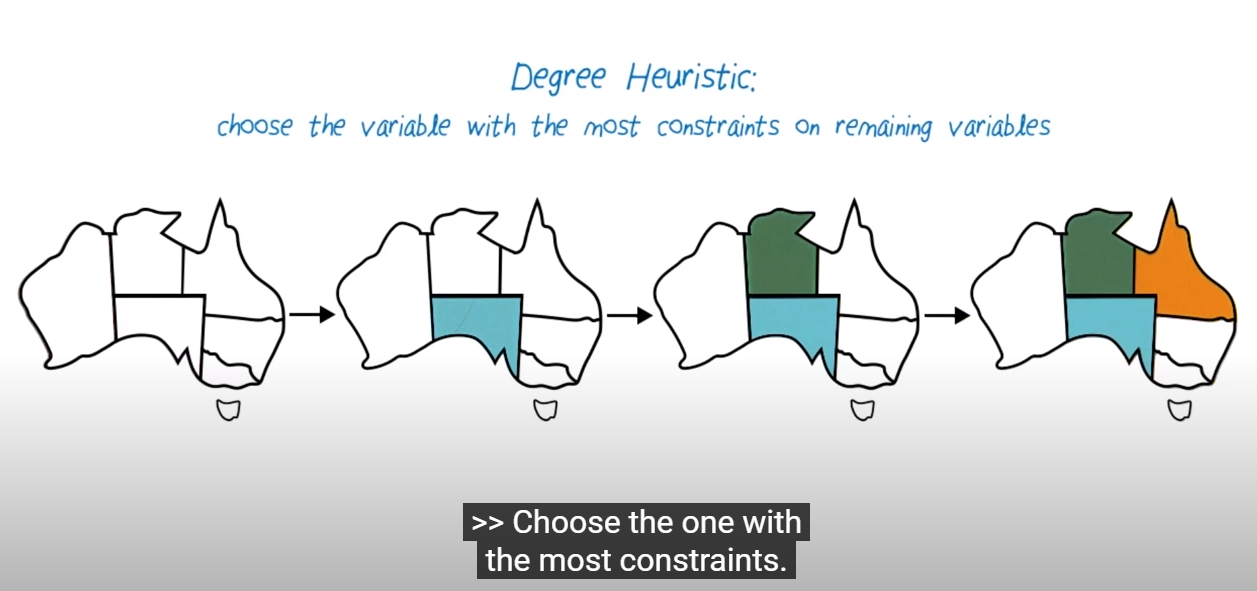 Degree Heuristic:
choose the variable with the most constraints on remaining variables
>> Choose the one with
the most constraints.